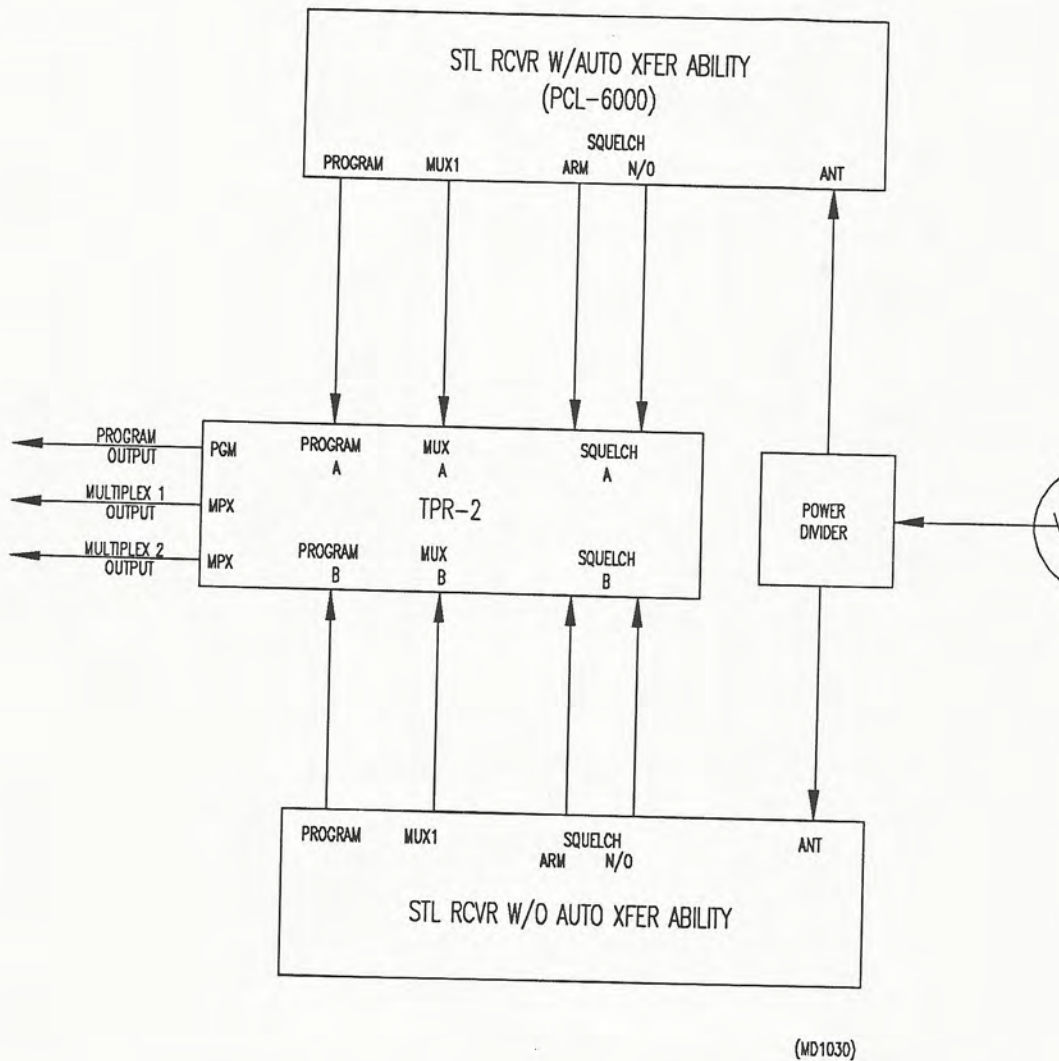 STL RCVR W/AUTO XFER ABILITY
(PCL-6000)
SQUELCH
PROGRAM MUX1 ARM N/O ANT
PROGRAM
OUTPUT
MULTIPLEX 1
OUTPUT
MULTIPLEX 2
OUTPUT
PGM
MPX
MPX
PROGRAM
A
MUX
A
SQUELCH
A
TPR-2
PROGRAM
B
MUX
B
SQUELCH
B
POWER
DIVIDER
PROGRAM MUX1 SQUELCH ANT
ARM N/O
STL RCVR W/O AUTO XFER ABILITY
(MD1030)